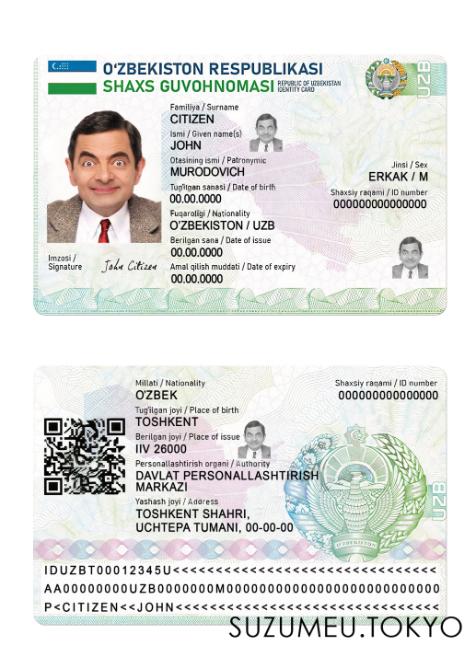 O‘ZBEKISTON RESPUBLIKASI
SHAXS GUVOHNOMASI REPUBLIC OF UZBEKISTAN
IDENTITY CARD
UZB
Familiya / Surname
CITIZEN
Ismi / Given name(s)
JOHN
Otasining ismi / Patronymic
MURODOVICH
Jinsi / Sex
ERKAK / M
Tug‘ilgan sanasi / Date of birth
00.00.0000
Shaxsiy raqami / ID number
00000000000000
Fuqaroligi / Nationality
O‘ZBEKISTON / UZB
Berilgan sana / Date of issue
00.00.0000
Imzosi /
Signature
John Citizen
Amal qilish muddati / Date of expiry
00.00.0000
Millati / Nationality
O‘ZBEK
Shaxsiy raqami / ID number
000000000000000
Tug‘ilgan joyi / Place of birth
TOSHKENT
Berilgan joyi / Place of issue
IIV 26000
Personallashtirish organi / Authority
DAVLAT PERSONALLASHTIRISH
MARKAZI
Yashash joyi / Address
TOSHKENT SHAHRI,
UCHTEPA TUMANI, 00-00-00
UZB
O‘ZBEKISTON
IDUZBT00012345U<<<<<<<<<<<<<<<<<<<<<<<<<<<<<<
AA00000000UZB0000000M000000000000000000000000
P<CITIZEN<<JOHN<<<<<<<<<<<<<<<<<<<<<<<<<<<<<<
SUZUMEU.TOKYO